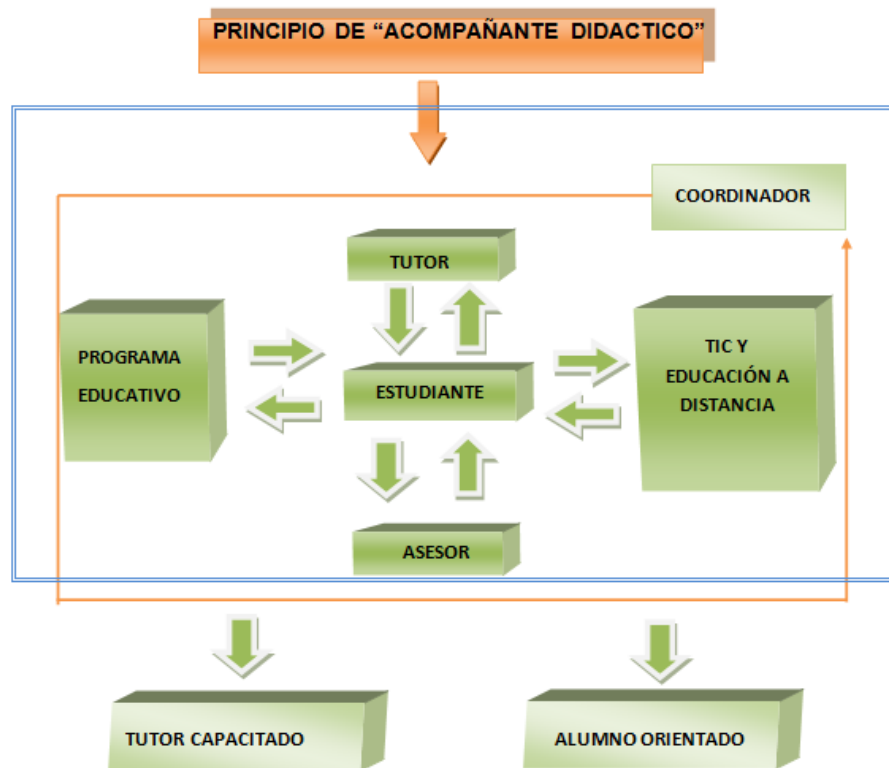 PRINCIPIO DE “ACOMPAÑANTE DIDACTICO”
COORDINADOR
TUTOR
PROGRAMA
EDUCATIVO
ESTUDIANTE
TIC Y
EDUCACIÓN A
DISTANCIA
ASESOR
TUTOR CAPACITADO
ALUMNO ORIENTADO